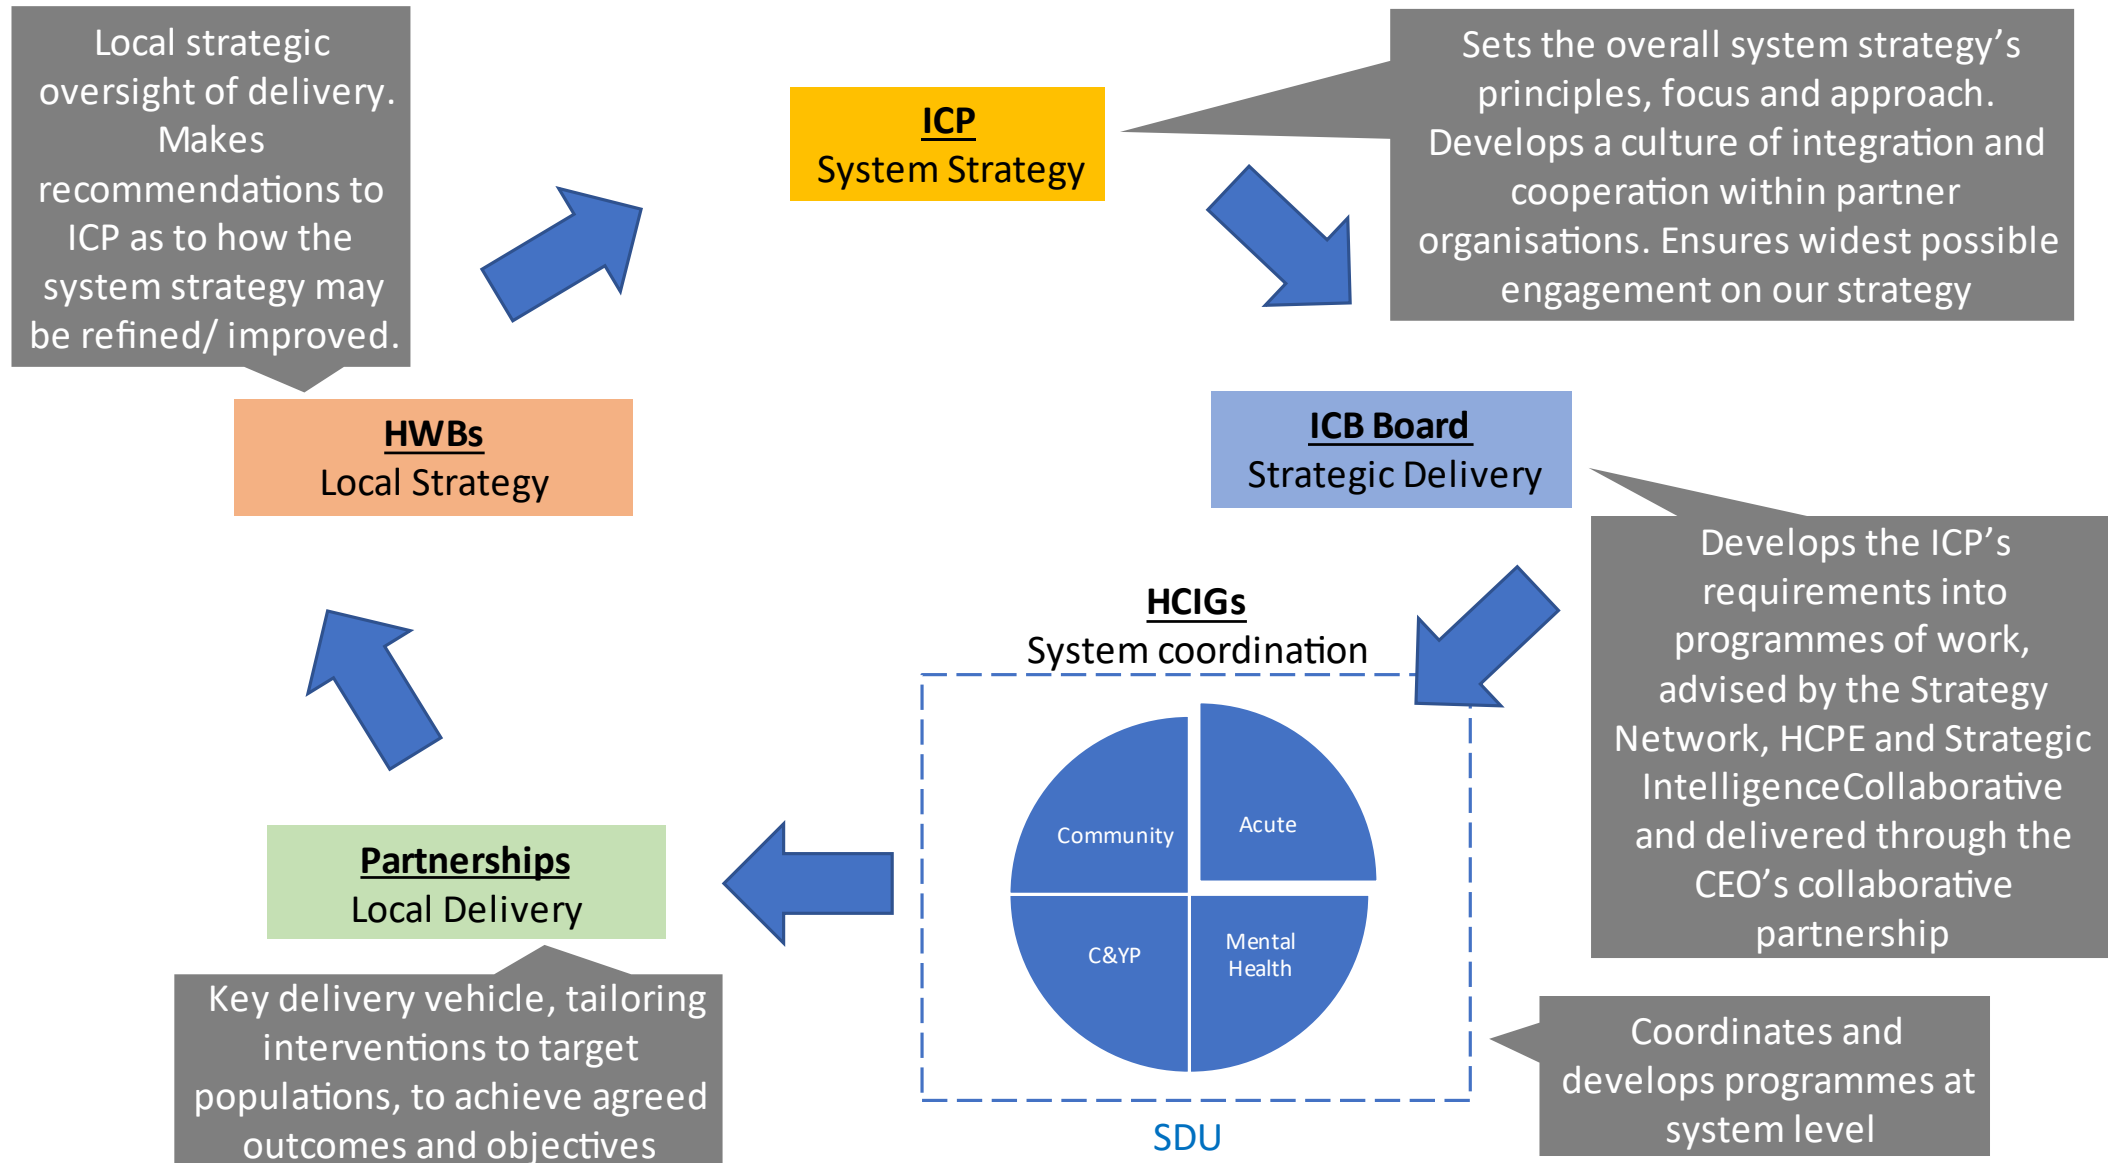 Local strategic
oversight of delivery.
Makes
recommendations to
ICP as to how the
system strategy may
be refined/ improved.
ICP
System Strategy
Sets the overall system strategy’s
principles, focus and approach.
Develops a culture of integration and
cooperation within partner
organisations. Ensures widest possible
engagement on our strategy
HWBs
Local Strategy
ICB Board
Strategic Delivery
Develops the ICP’s
requirements into
programmes of work,
advised by the Strategy
Network, HCPE and Strategic
IntelligenceCollaborative
and delivered through the
CEO’s collaborative
partnership
HCIGs
System coordination
Community
Acute
C&YP
Mental
Health
SDU
Partnerships
Local Delivery
Key delivery vehicle, tailoring
interventions to target
populations, to achieve agreed
outcomes and objectives
Coordinates and
develops programmes at
system level